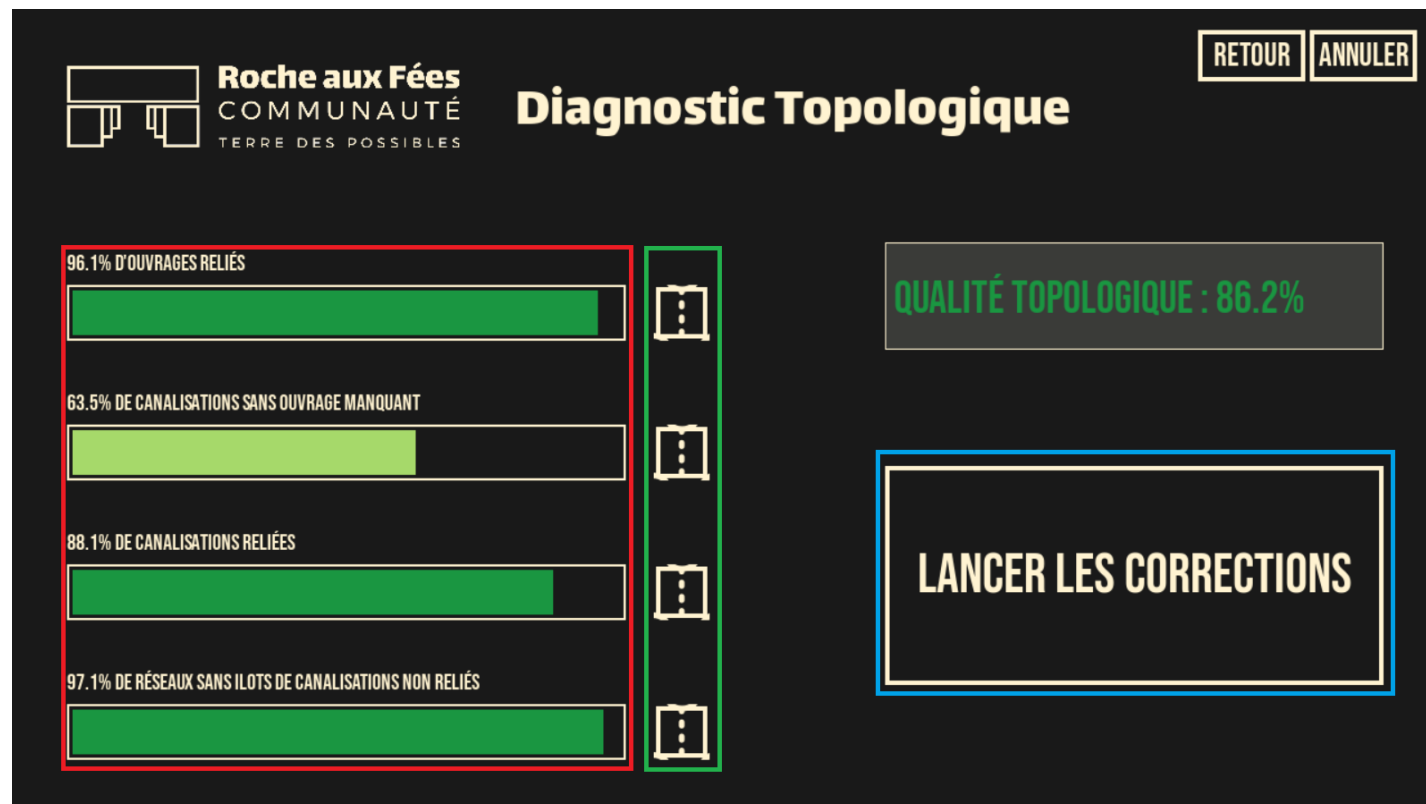 RETOUR
ANNULER
Roche aux Fées
COMMUNAUTÉ
TERRE DES POSSIBLES
Diagnostic Topologique
96.1% D'OUVRAGES RELIÉS
63.5% DE CANALISATIONS SANS OUVRAGE MANQUANT
88.1% DE CANALISATIONS RELIÉES
97.1% DE RÉSEAUX SANS ILOTS DE CANALISATIONS NON RELIÉS
QUALITÉ TOPOLOGIQUE : 86.2%
LANCER LES CORRECTIONS